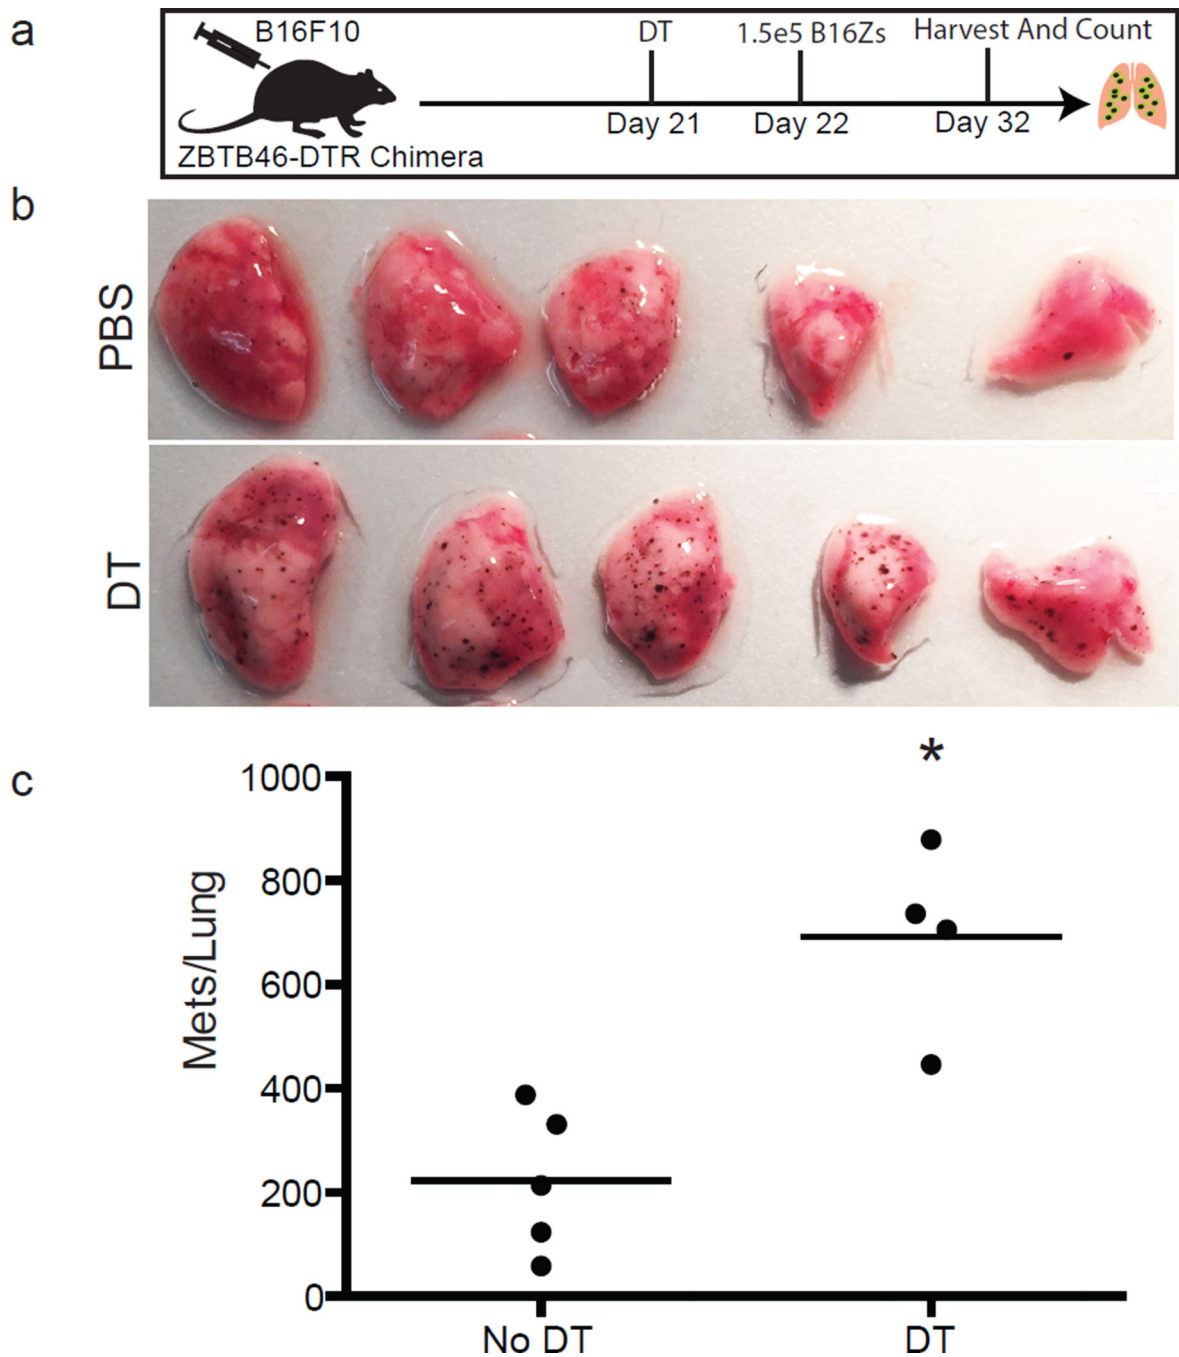 a
B16F10
DT
1.5e5 B16Zs
Harvest And Count
Day 21
Day 22
Day 32
ZBTB46-DTR Chimera
b
PBS
DT
c
*
1000
800
600
400
200
0
Mets/Lung
No DT
DT